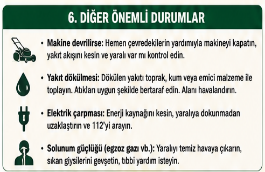 6. DİĞER ÖNEMLİ DURUMLAR
• Makine devrilirse: Hemen çevredekilerin yardımıyla makineyi kapatın,
yakıt akışını kesin ve yaralı var mı kontrol edin.
• Yakıt dökülmesi: Dökülen yakıtı toprak, kum veya emici malzeme ile
toplayın. Atıkları uygun şekilde bertaraf edin. Alanı havalandırın.
• Elektrik çarpması: Enerji kaynağını kesin, yaralıya dokunmadan
uzaklaştırın ve 112'yi arayın.
• Solunum güçlüğü (egzoz gazı vb.): Yaralıyı temiz havaya çıkarın,
sıkan giysilerini gevşetin, tıbbi yardım isteyin.